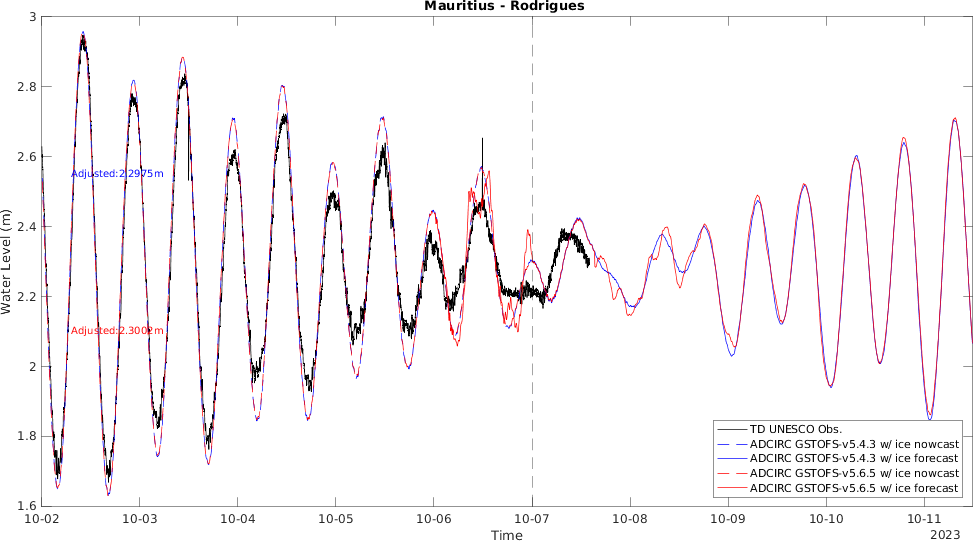 Mauritius - Rodrigues
3
2.8
2.6
2.4
2.2
2
1.8
1.6
Water Level (m)
Adjusted:2.2975m
Adjusted:2.3002m
TD UNESCO Obs.
ADCIRC GSTOFS-v5.4.3 w/ ice nowcast
ADCIRC GSTOFS-v5.4.3 w/ ice forecast
ADCIRC GSTOFS-v5.6.5 w/ ice nowcast
ADCIRC GSTOFS-v5.6.5 w/ ice forecast
10-02 10-03 10-04 10-05 10-06 10-07 10-08 10-09 10-10 10-11
Time
2023